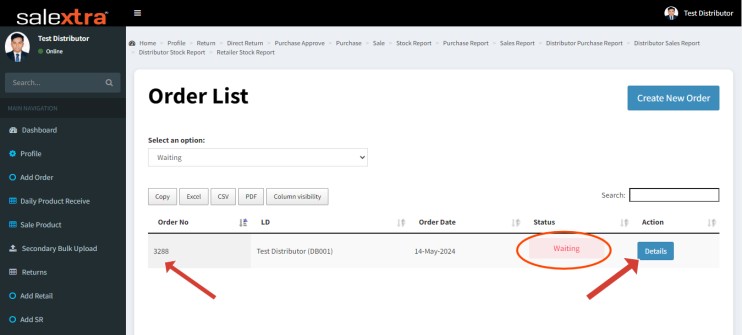 salextra
Test Distributor
Test Distributor
Online
Home Profile Return Direct Return Purchase Approve Purchase Sale Stock Report Purchase Report Sales Report Distributor Purchase Report Distributor Sales Report
Distributor Stock Report Retailer Stock Report
Search...
MAIN NAVIGATION
Dashboard
Profile
Add Order
Daily Product Receive
Sale Product
Secondary Bulk Upload
Returns
Add Retail
Add SR
Order List
Create New Order
Select an option:
Waiting
Copy Excel CSV PDF Column visibility
Search:
Order No LD Order Date Status Action
3288 Test Distributor (DB001) 14-May-2024 Waiting Details